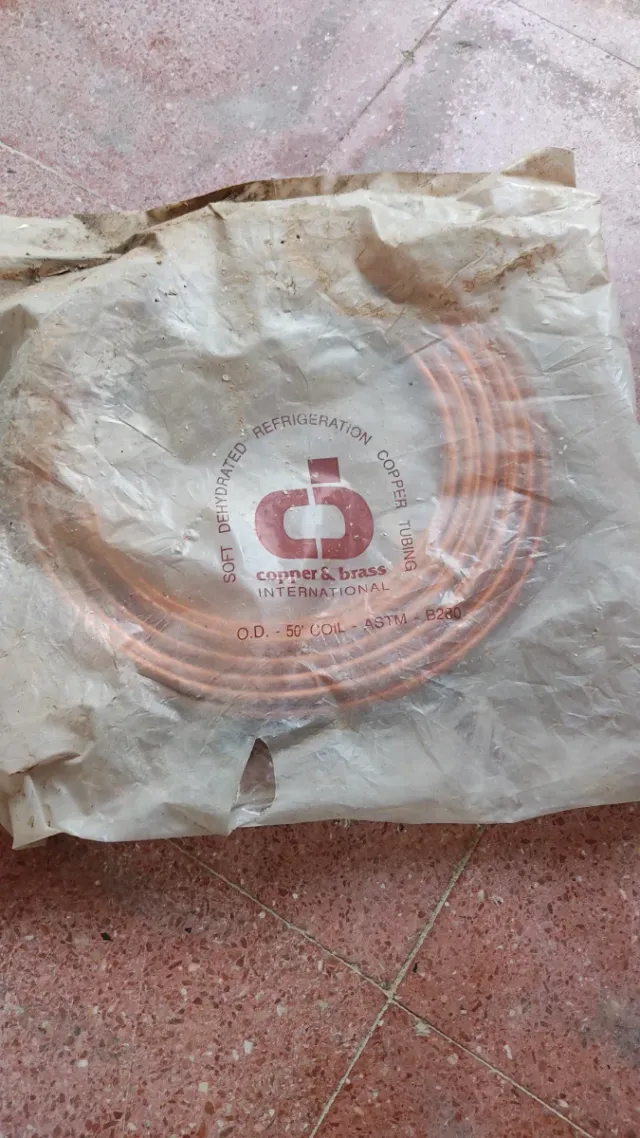 SOFT DEHYDRATED REFRIGERATION COPPER TUBING
copper & brass
INTERNATIONAL
O.D. - 50' COIL - ASTM - B280